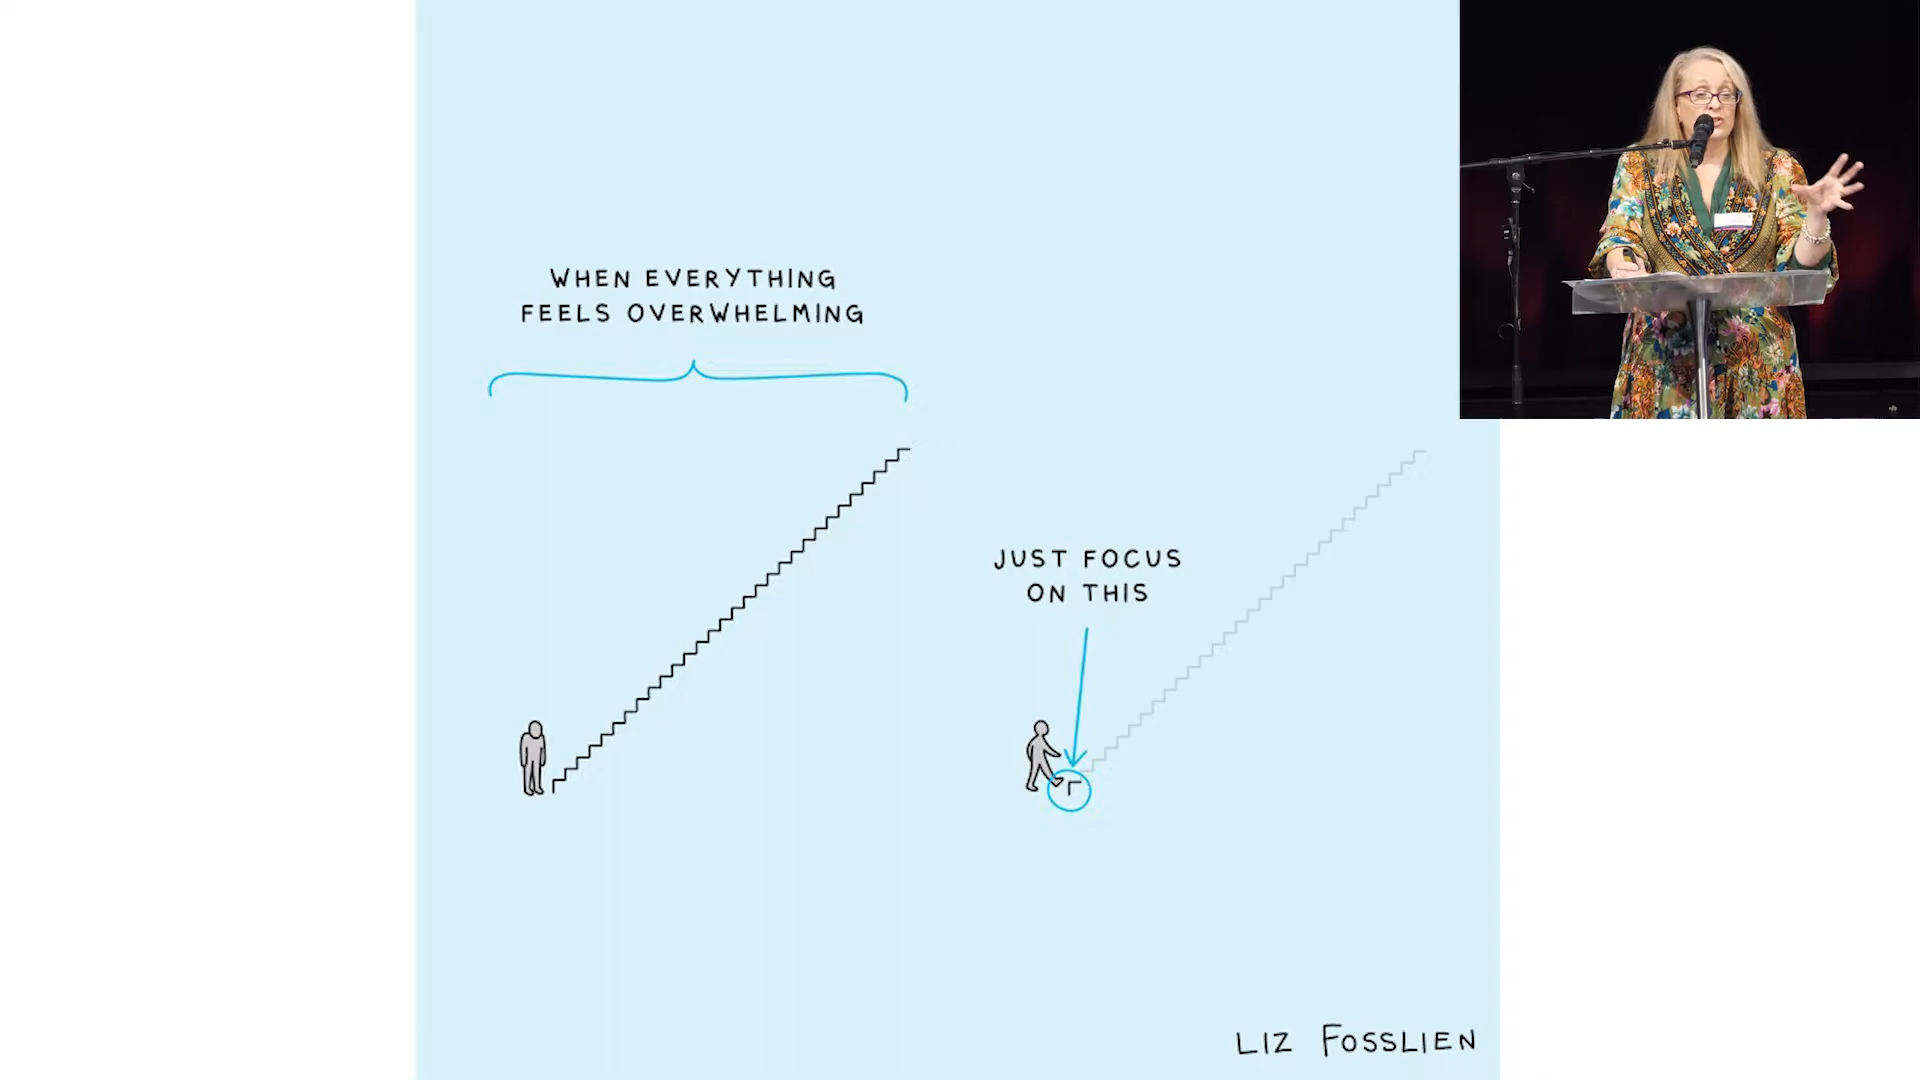 WHEN EVERYTHING
FEELS OVERWHELMING
JUST FOCUS
ON THIS
LIZ FOSSLIEN